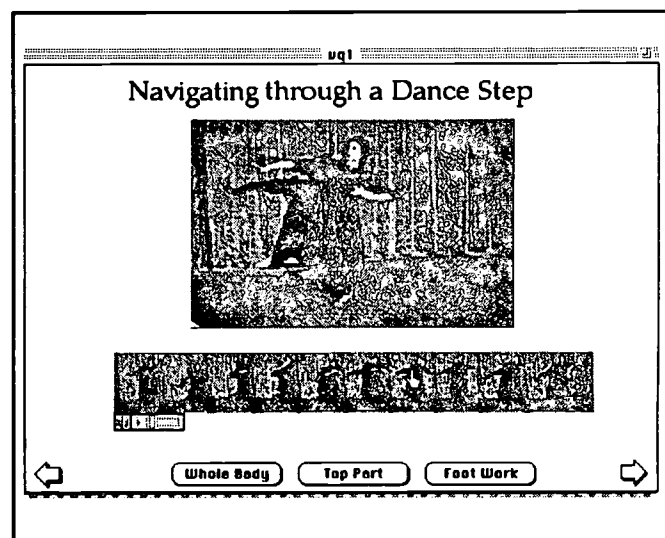 vq1
Navigating through a Dance Step
Whole Body
Top Part
Foot Work